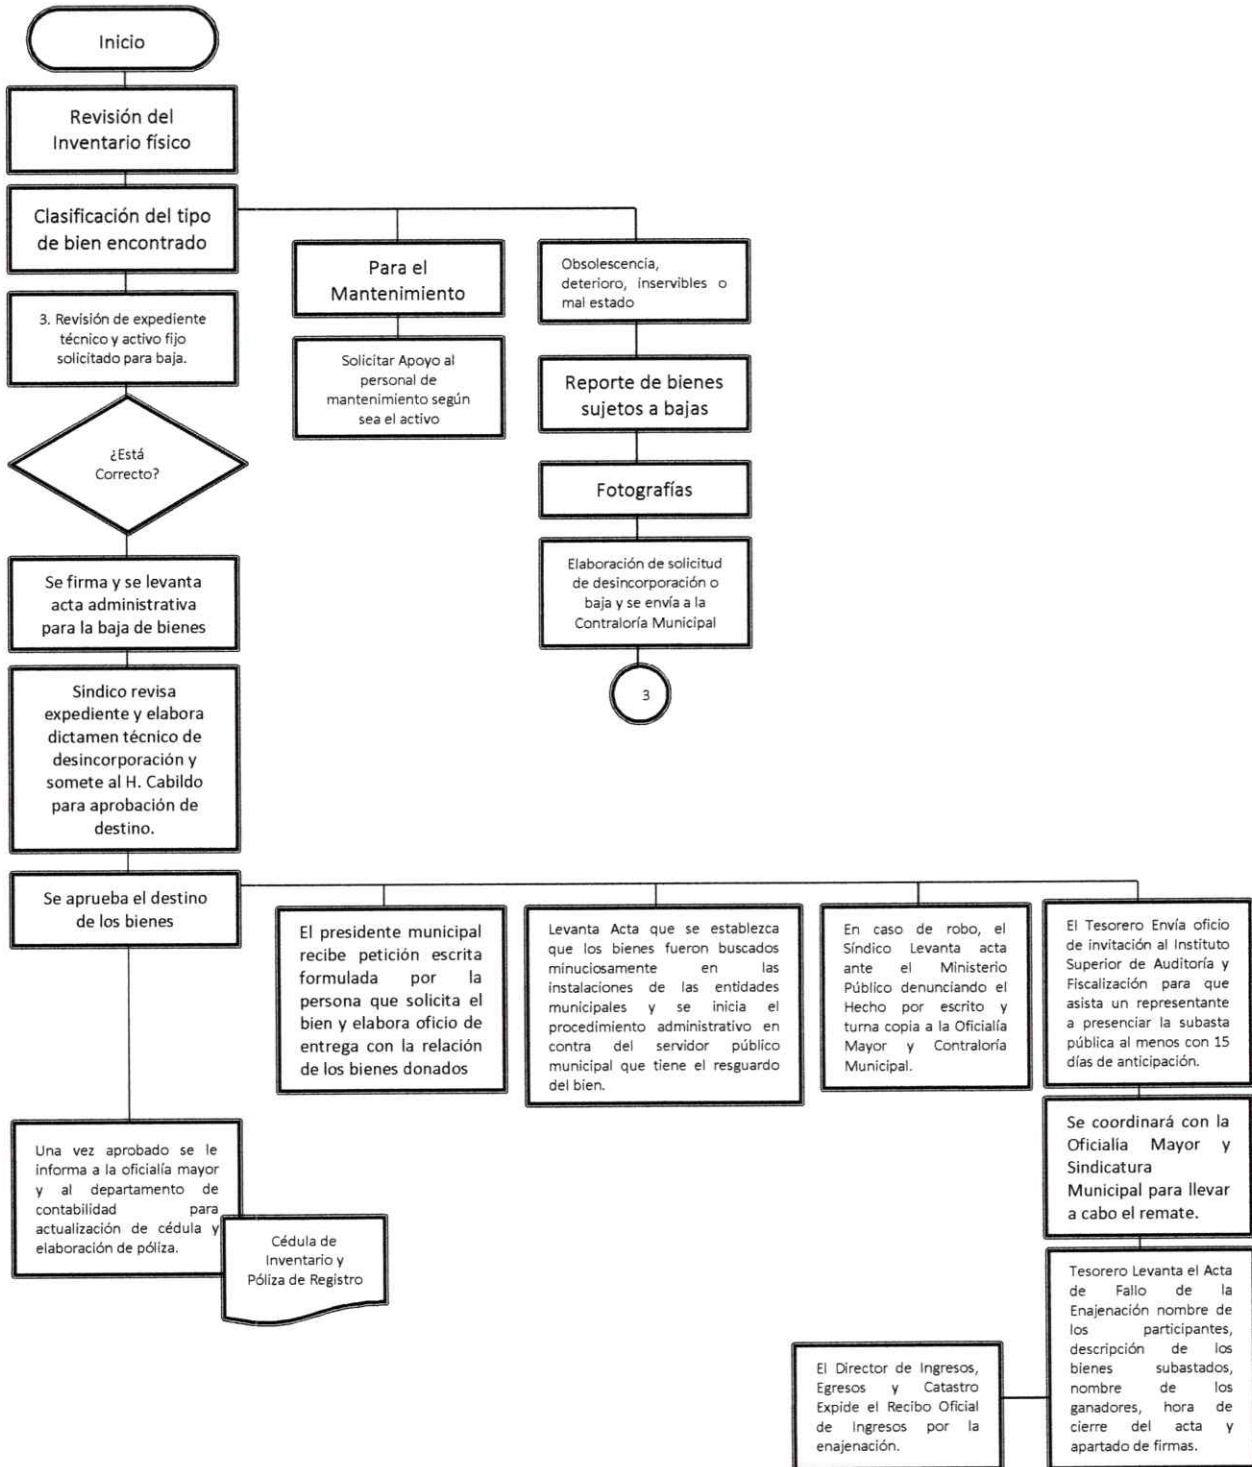 Inicio
Revisión del
Inventario físico
Clasificación del tipo
de bien encontrado
Para el
Mantenimiento
Obsolescencia,
deterioro, inservibles o
mal estado
3. Revisión de expediente
técnico y activo fijo
solicitado para baja.
Solicitar Apoyo al
personal de
mantenimiento según
sea el activo
Reporte de bienes
sujetos a bajas
¿Está
Correcto?
Fotografías
Elaboración de solicitud
de desincorporación o
baja y se envía a la
Contraloría Municipal
3
Se firma y se levanta
acta administrativa
para la baja de bienes
Sindico revisa
expediente y elabora
dictamen técnico de
desincorporación y
somete al H. Cabildo
para aprobación de
destino.
Se aprueba el destino
de los bienes
El presidente municipal
recibe petición escrita
formulada por la
persona que solicita el
bien y elabora oficio de
entrega con la relación
de los bienes donados
Levanta Acta que se establezca
que los bienes fueron buscados
minuciosamente en las
instalaciones de las entidades
municipales y se inicia el
procedimiento administrativo en
contra del servidor público
municipal que tiene el resguardo
del bien.
En caso de robo, el
Síndico Levanta acta
ante el Ministerio
Público denunciando el
Hecho por escrito y
turna copia a la Oficialía
Mayor y Contraloría
Municipal.
El Tesorero Envía oficio
de invitación al Instituto
Superior de Auditoría y
Fiscalización para que
asista un representante
a presenciar la subasta
pública al menos con 15
días de anticipación.
Una vez aprobado se le
informa a la oficialía mayor
y al departamento de
contabilidad para
actualización de cédula y
elaboración de póliza.
Cédula de
Inventario y
Póliza de Registro
Se coordinará con la
Oficialía Mayor y
Sindicatura
Municipal para llevar
a cabo el remate.
Tesorero Levanta el Acta
de Fallo de la
Enajenación nombre de
los participantes,
descripción de los
bienes subastados,
nombre de los
ganadores, hora de
cierre del acta y
apartado de firmas.
El Director de Ingresos,
Egresos y Catastro
Expide el Recibo Oficial
de Ingresos por la
enajenación.